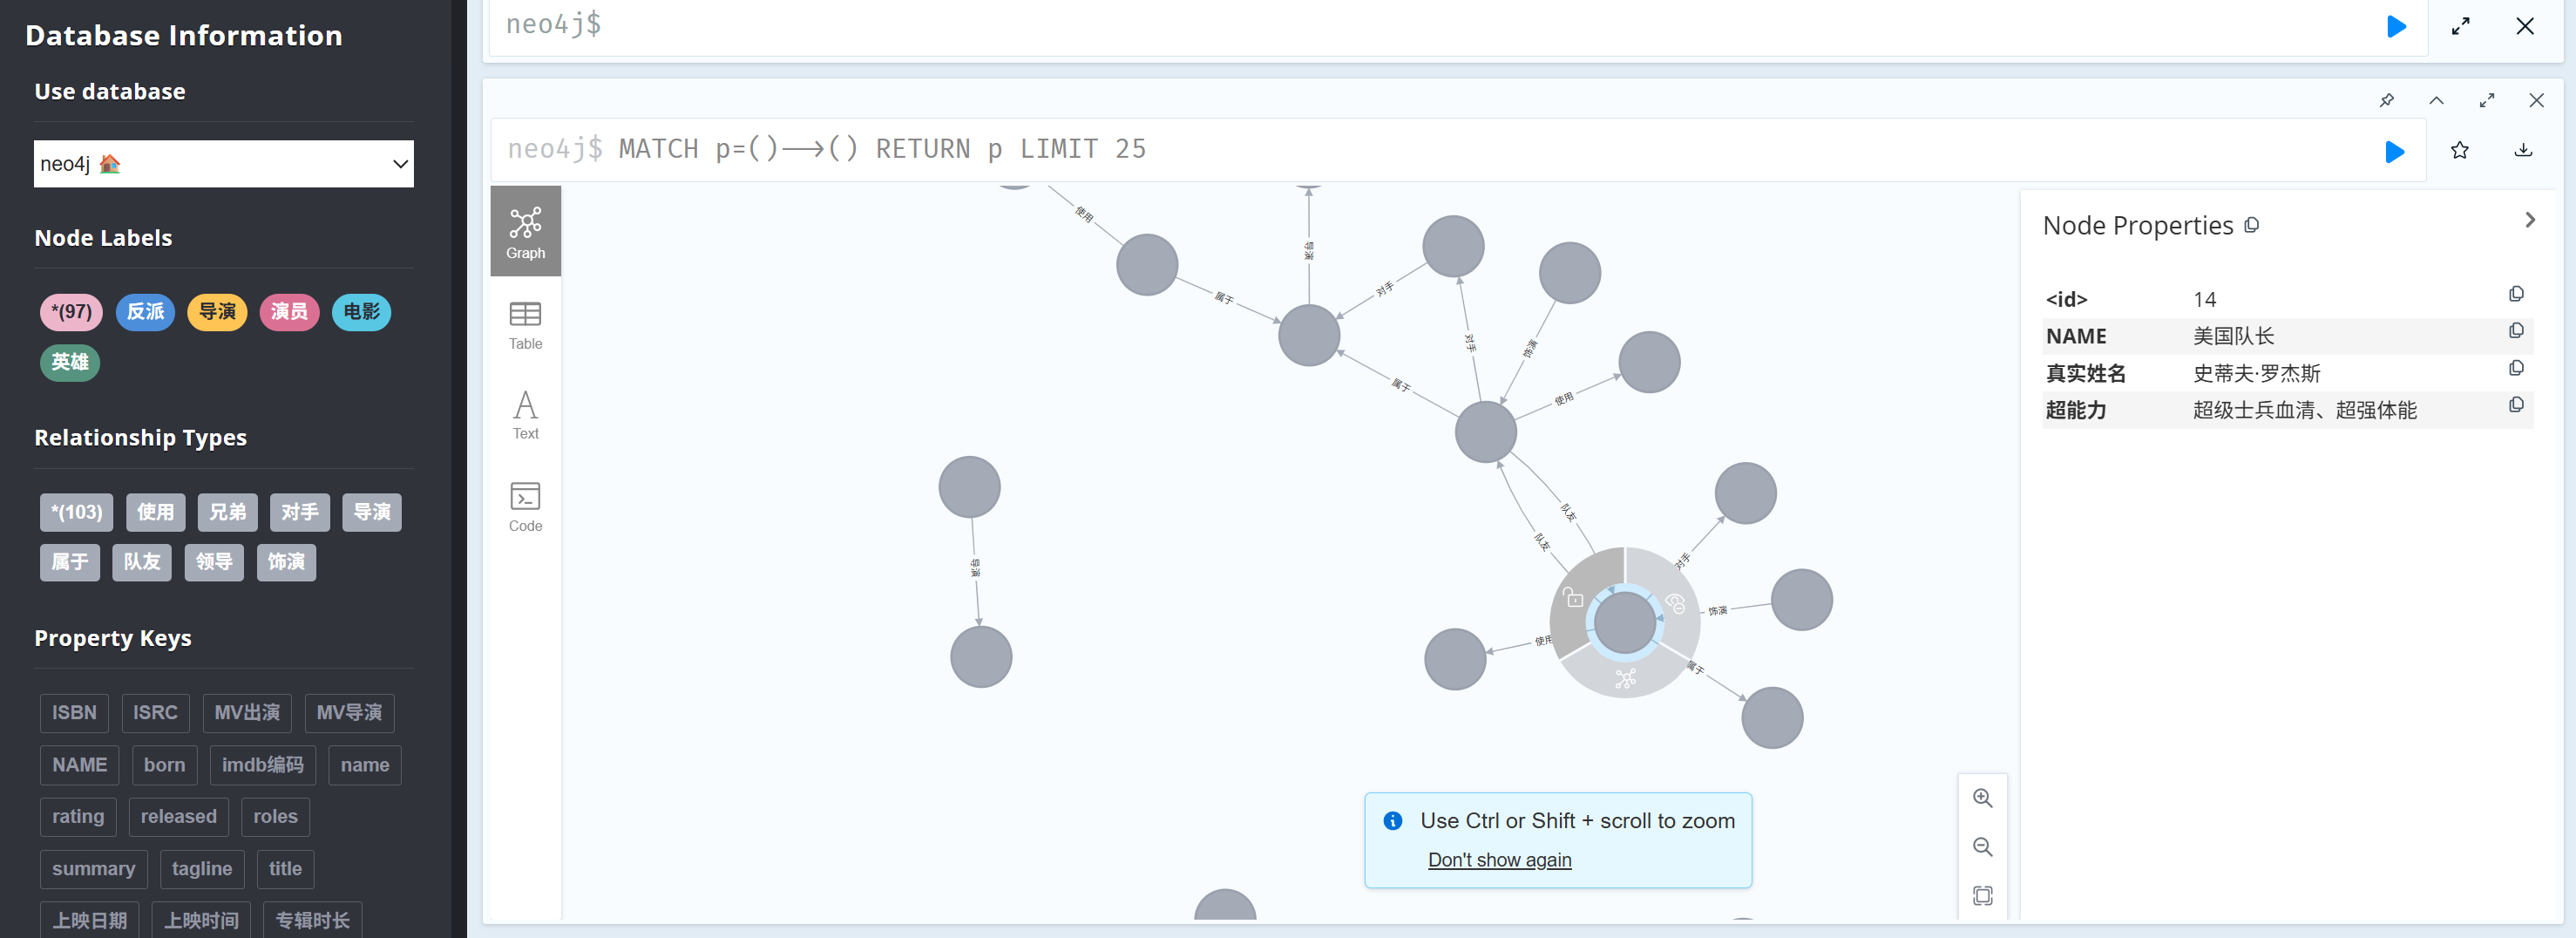 Database Information
Use database
neo4j
Node Labels
*(97) 反派 导演 演员 电影
英雄
Relationship Types
*(103) 使用 兄弟 对手 导演
属于 队友 领导 饰演
Property Keys
ISBN ISRC MV出演 MV导演
NAME born imdb编码 name
rating released roles
summary tagline title
上映日期 上映时间 专辑时长
neo4j$
neo4j$ MATCH p=()-->() RETURN p LIMIT 25
Graph
Table
Text
Code
使用
导演
属于
对手
对手
饰演
属于
使用
队友
队友
导演
对手
饰演
使用
属于
Use Ctrl or Shift + scroll to zoom
Don't show again
Node Properties
<id> 14
NAME 美国队长
真实姓名 史蒂夫·罗杰斯
超能力 超级士兵血清、超强体能